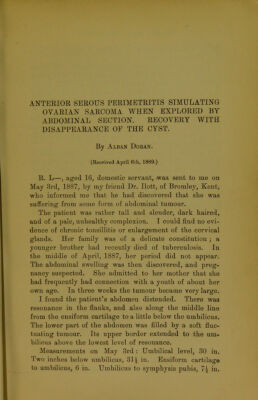 ANTERIOR SEROUS PERIMETRITIS SIMULATING
OVARIAN SARCOMA WHEN EXPLORED BY
ABDOMINAL SECTION. RECOVERY WITH
DISAPPEARANCE OF THE CYST.
By Alban Doran.
(Received April 6th, 1889.)
R. L—, aged 16, domestic servant, was sent to me on
May 3rd, 1887, by my friend Dr. Ilott, of Bromley, Kent,
who informed me that he had discovered that she was
suffering from some form of abdominal tumour.
The patient was rather tall and slender, dark haired,
and of a pale, unhealthy complexion. I could find no evi-
dence of chronic tonsillitis or enlargement of the cervical
glands. Her family was of a delicate constitution; a
younger brother had recently died of tuberculosis. In
the middle of April, 1887, her period did not appear.
The abdominal swelling was then discovered, and preg-
nancy suspected. She admitted to her mother that she
had frequently had connection with a youth of about her
own age. In three weeks the tumour became very large.
I found the patient's abdomen distended. There was
resonance in the flanks, and also along the middle line
from the ensiform cartilage to a little below the umbilicus.
The lower part of the abdomen was filled by a soft fluc-
tuating tumour. Its upper border extended to the um-
bilicus above the lowest level of resonance.
Measurements on May 3rd: Umbilical level, 30 in.
Two inches below umbilicus, 31½ in. Ensiform cartilage
to umbilicus, 6 in. Umbilicus to symphysis pubis, 7½ in.